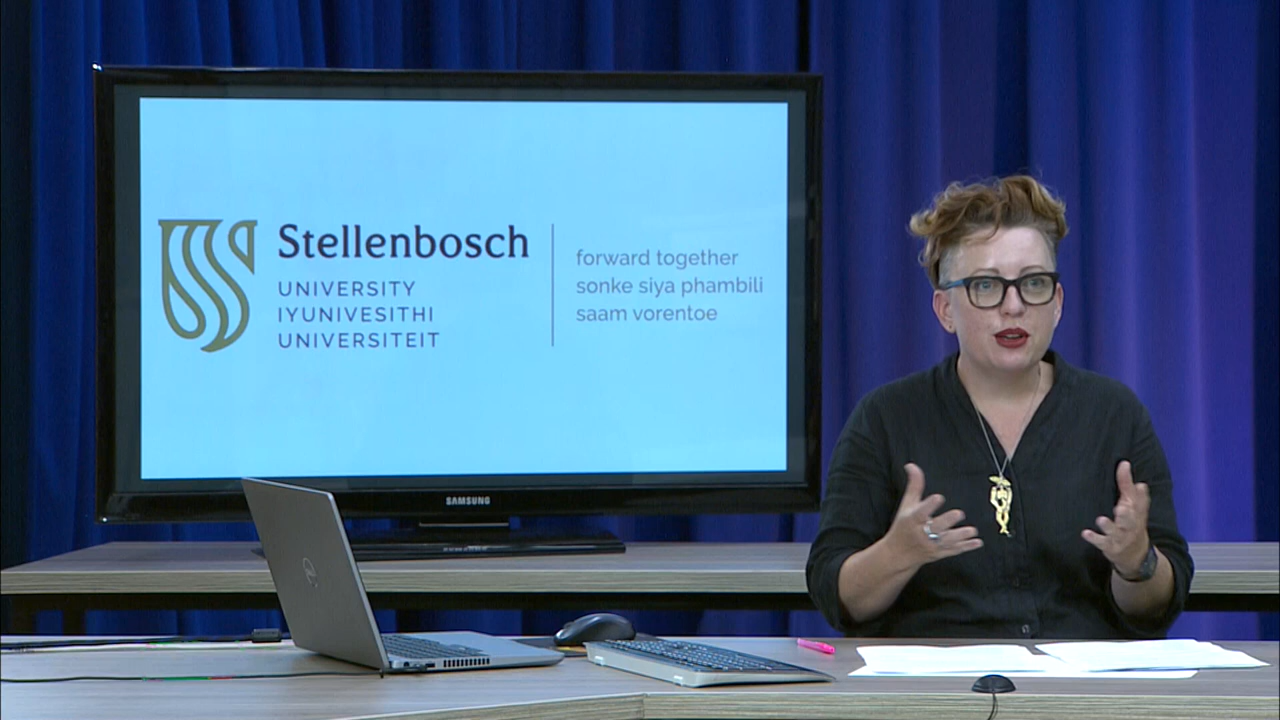 Stellenbosch
UNIVERSITY
IYUNIVESITHI
UNIVERSITEIT
forward together
sonke siya phambili
saam vorentoe
SAMSUNG